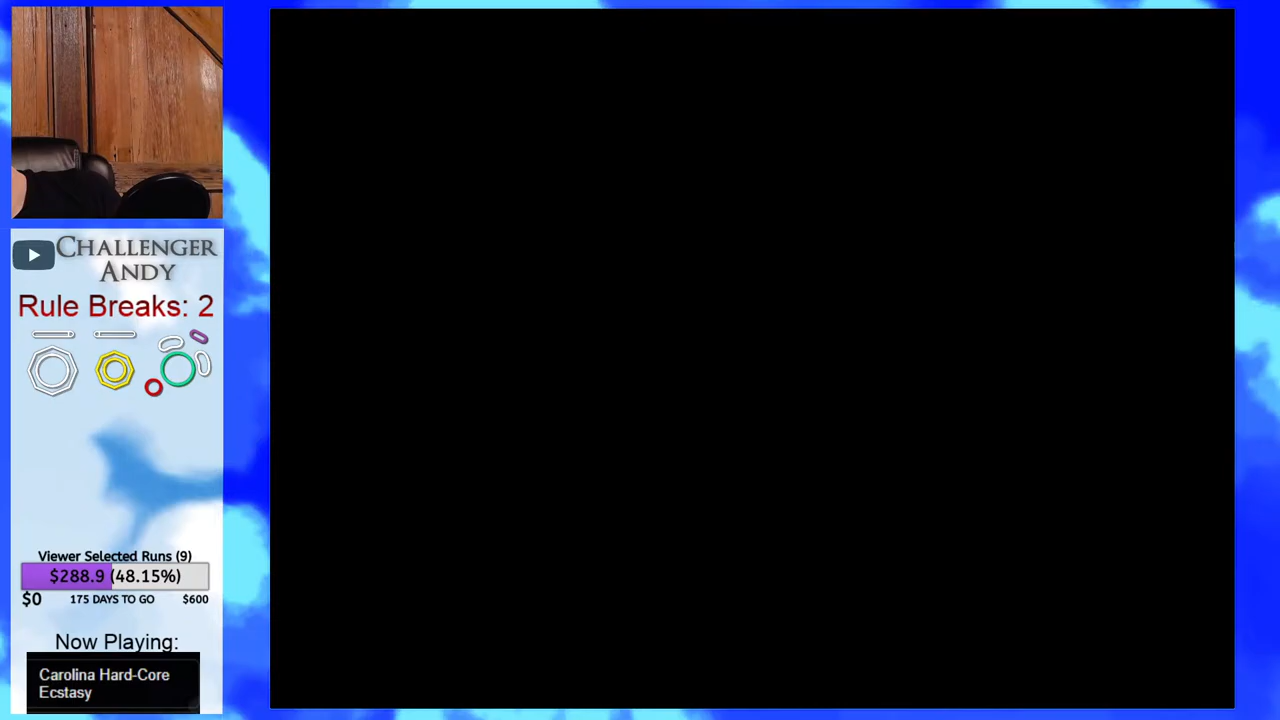 CHALLENGER
ANDY
Rule Breaks: 2
Viewer Selected Runs (9)
$288.9 (48.15%)
$0 175 DAYS TO GO $600
Now Playing:
Carolina Hard-Core
Ecstasy